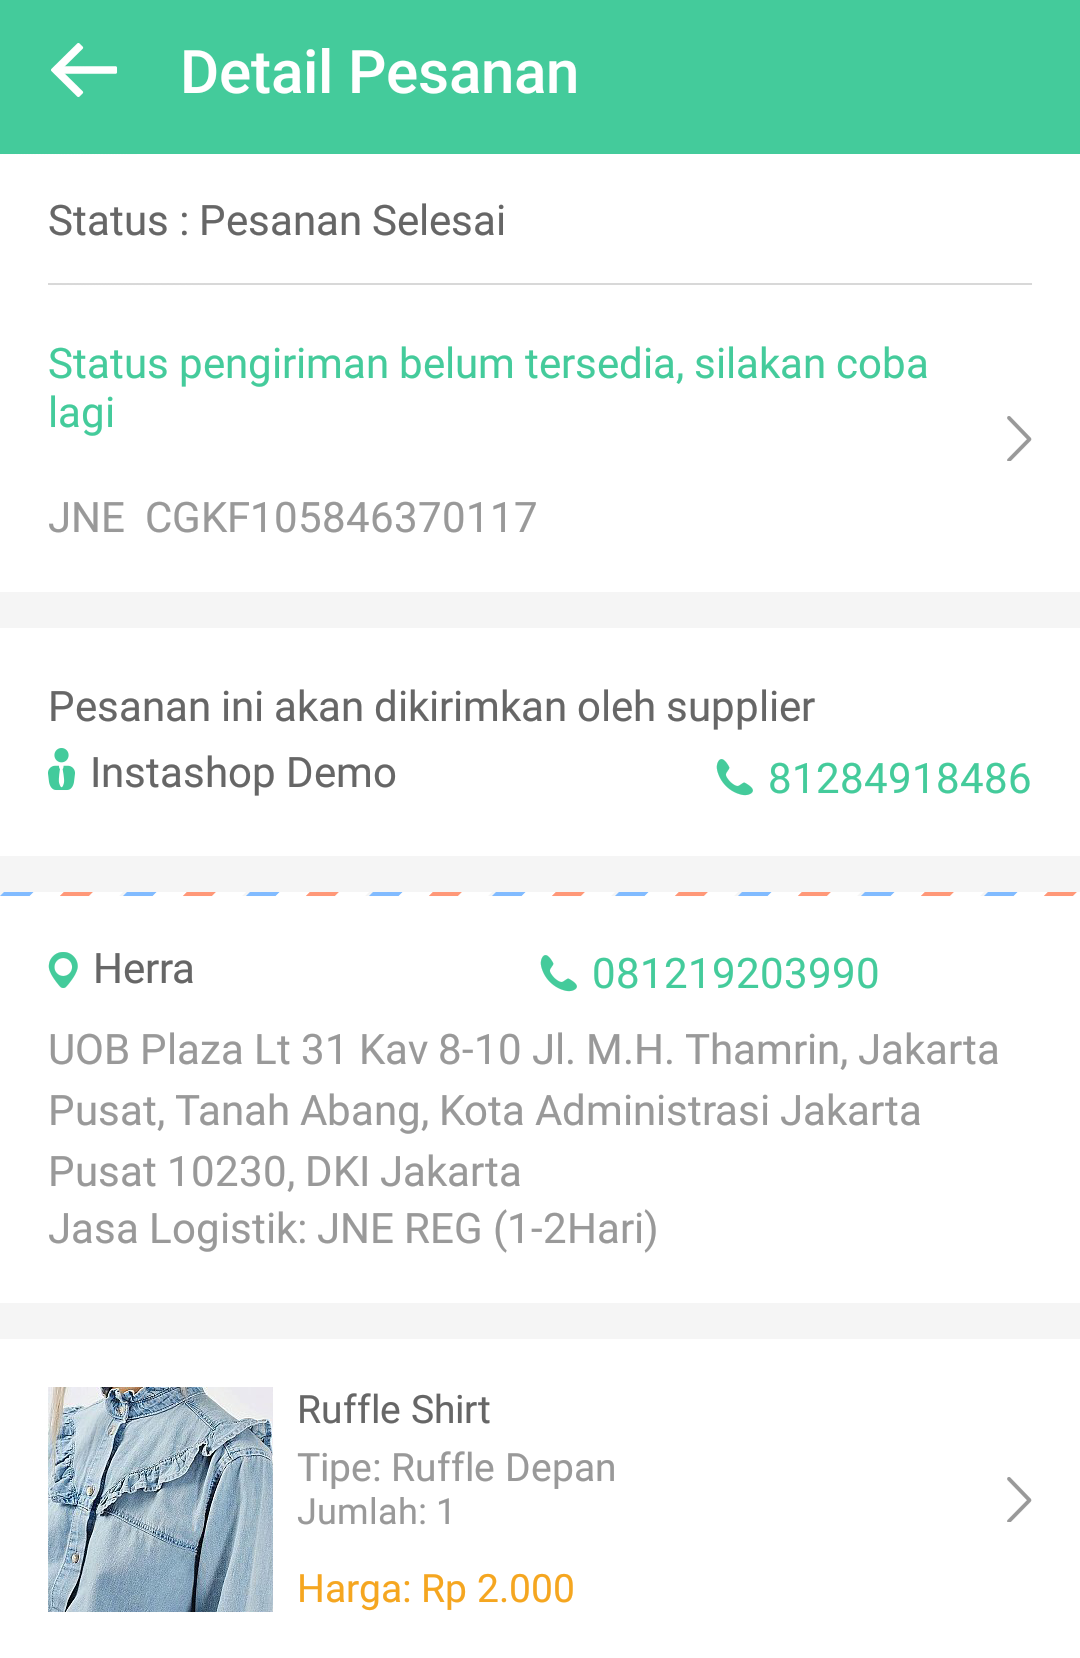 Detail Pesanan
Status : Pesanan Selesai
Status pengiriman belum tersedia, silakan coba
lagi
JNE  CGKF105846370117
Pesanan ini akan dikirimkan oleh supplier
Instashop Demo 81284918486
Herra 081219203990
UOB Plaza Lt 31 Kav 8-10 Jl. M.H. Thamrin, Jakarta
Pusat, Tanah Abang, Kota Administrasi Jakarta
Pusat 10230, DKI Jakarta
Jasa Logistik: JNE REG (1-2Hari)
Ruffle Shirt
Tipe: Ruffle Depan
Jumlah: 1
Harga: Rp 2.000